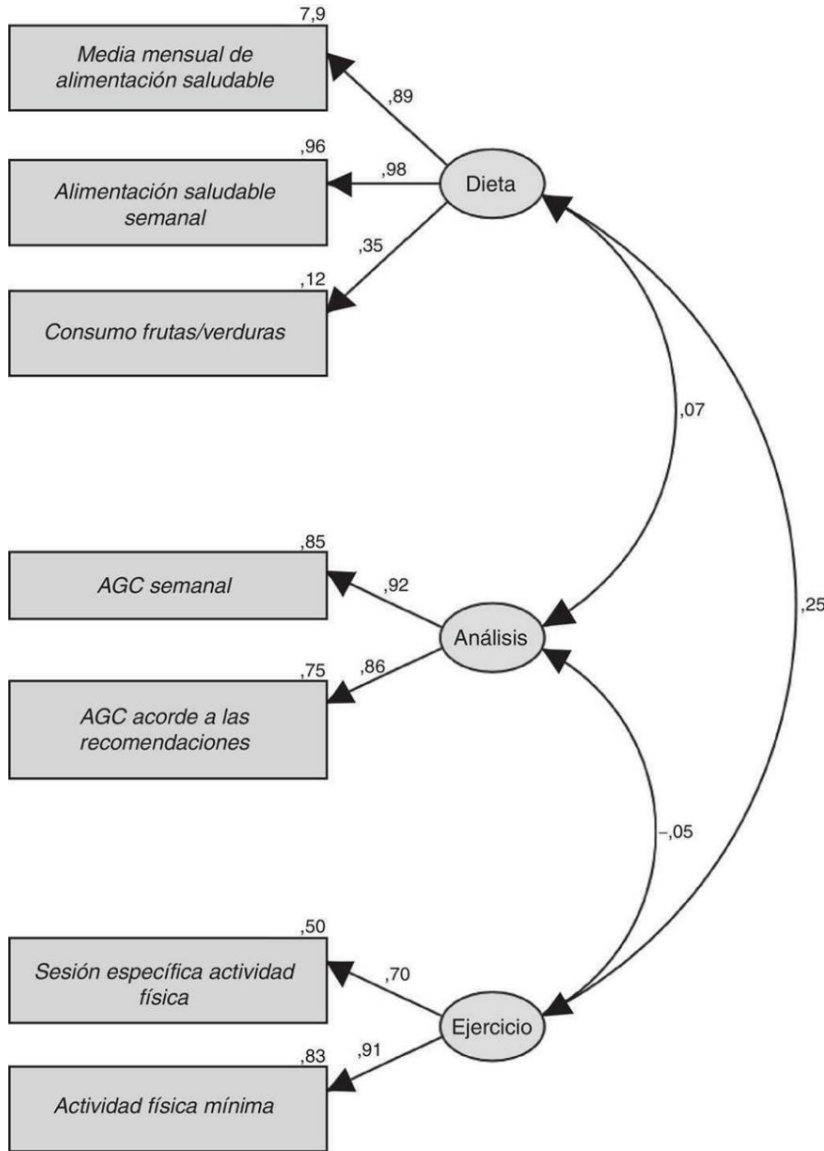 7,9
Media mensual de
alimentación saludable
,89
,96
Alimentación saludable
semanal
,98
Dieta
,35
,12
Consumo frutas/verduras
,07
,85
AGC semanal
,92
Análisis
,25
,86
,75
AGC acorde a las
recomendaciones
–,05
,50
Sesión específica actividad
física
,70
Ejercicio
,91
,83
Actividad física mínima